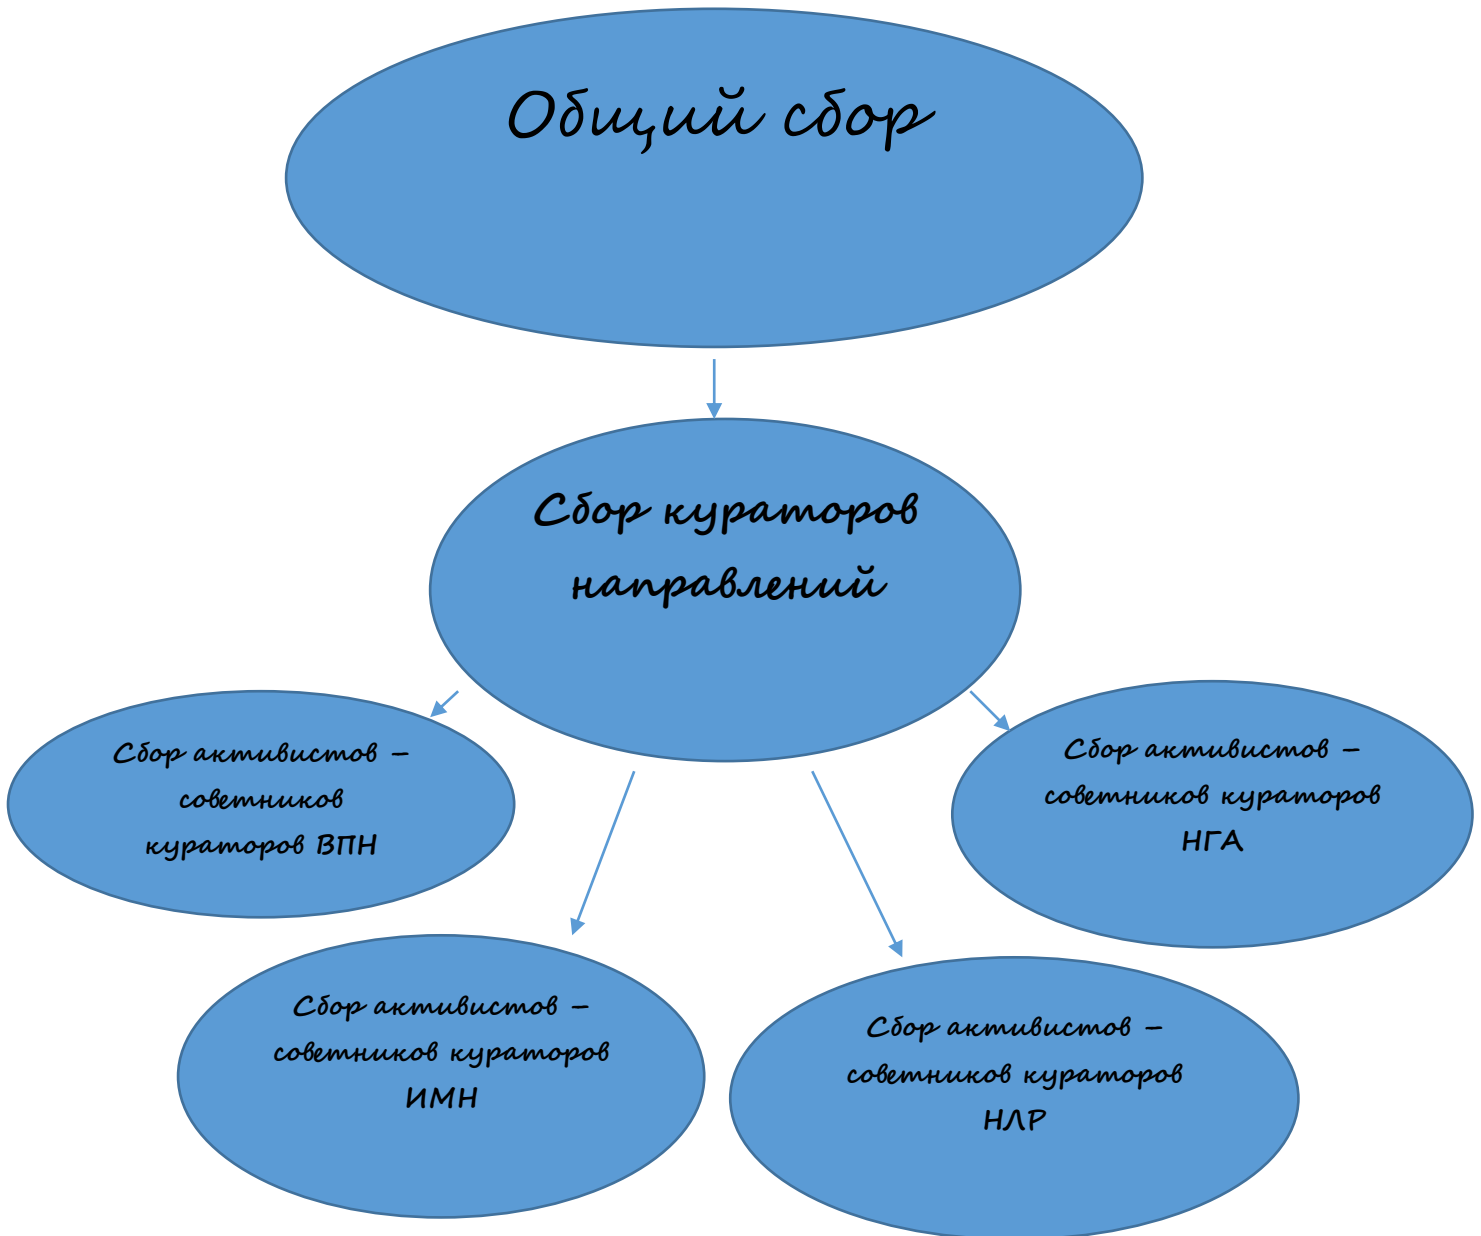 Общий сбор
Сбор кураторов
направлений
Сбор активистов –
советников
кураторов ВПН
Сбор активистов –
советников кураторов
НГА
Сбор активистов –
советников кураторов
ИМН
Сбор активистов –
советников кураторов
НЛР